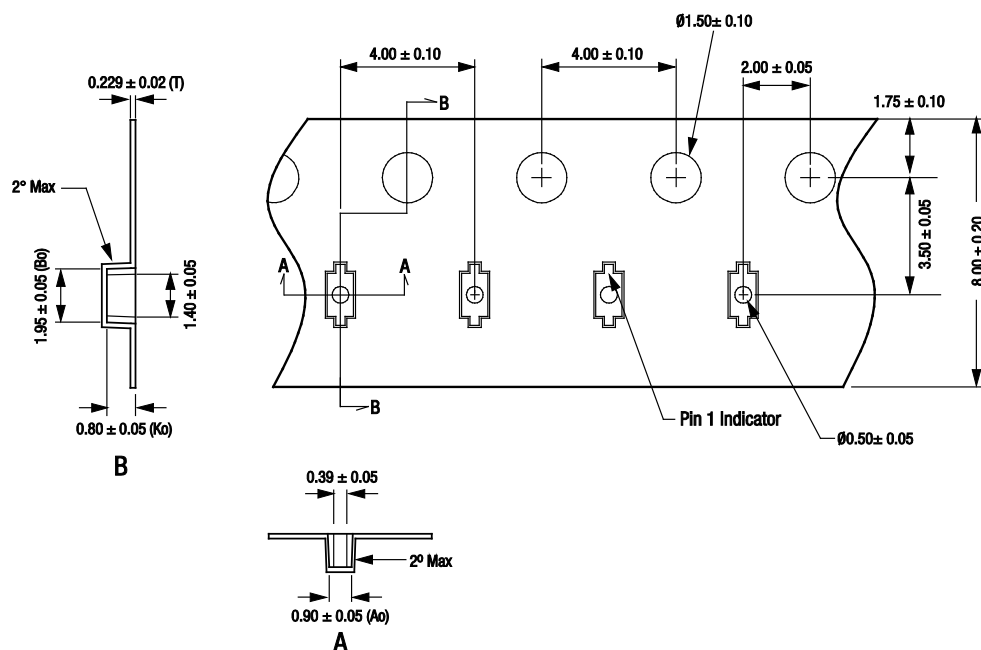 Ø1.50± 0.10
4.00 ± 0.10
4.00 ± 0.10
2.00 ± 0.05
0.229 ± 0.02 (T)
1.75 ± 0.10
B
2° Max
3.50 ± 0.05
8.00 ± 0.20
A
A
1.95 ± 0.05 (Bo)
1.40 ± 0.05
B
Pin 1 Indicator
0.80 ± 0.05 (Ko)
Ø0.50± 0.05
B
0.39 ± 0.05
2º Max
0.90 ± 0.05 (Ao)
A